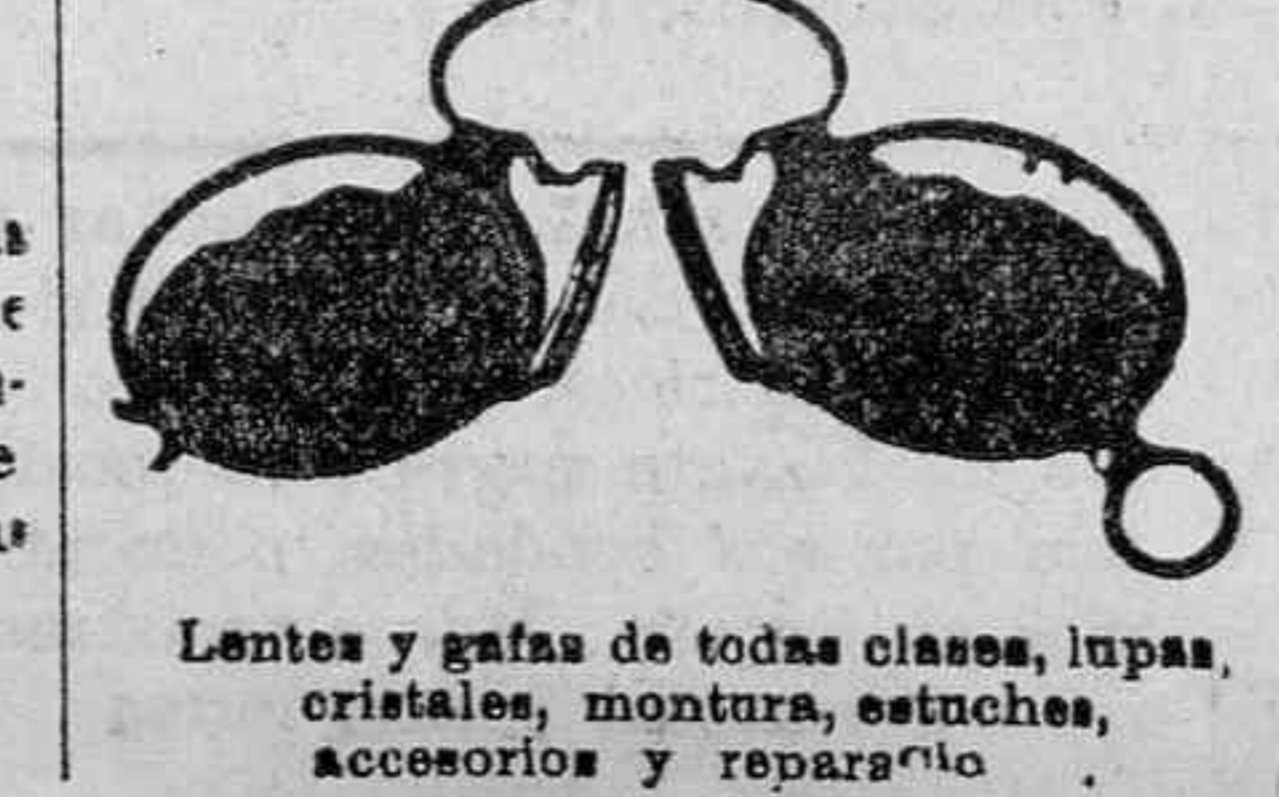 Lentes y gafas de todas clases, lupas,
cristales, montura, estuches,
accesorios y